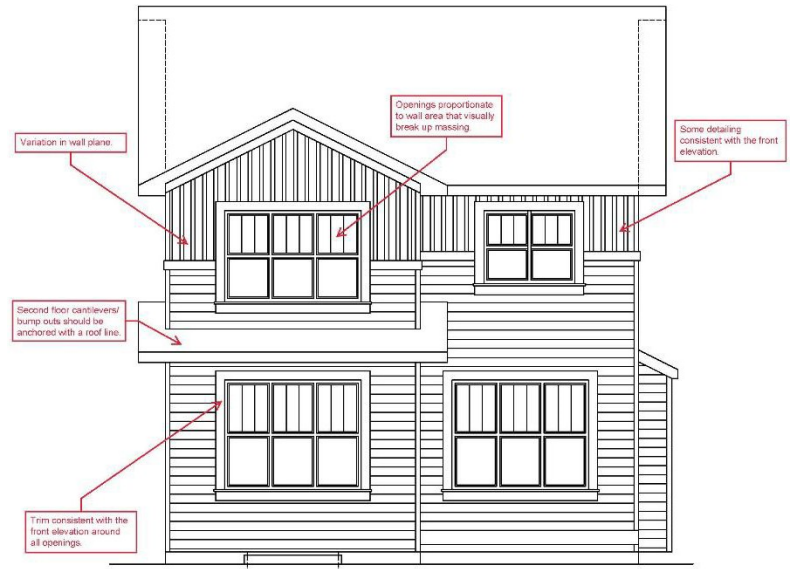 Variation in wall plane.
Openings proportionate
to wall area that visually
break up massing.
Some detailing
consistent with the front
elevation.
Second floor cantilevers/
bump outs should be
anchored with a roof line.
Trim consistent with the
front elevation around
all openings.